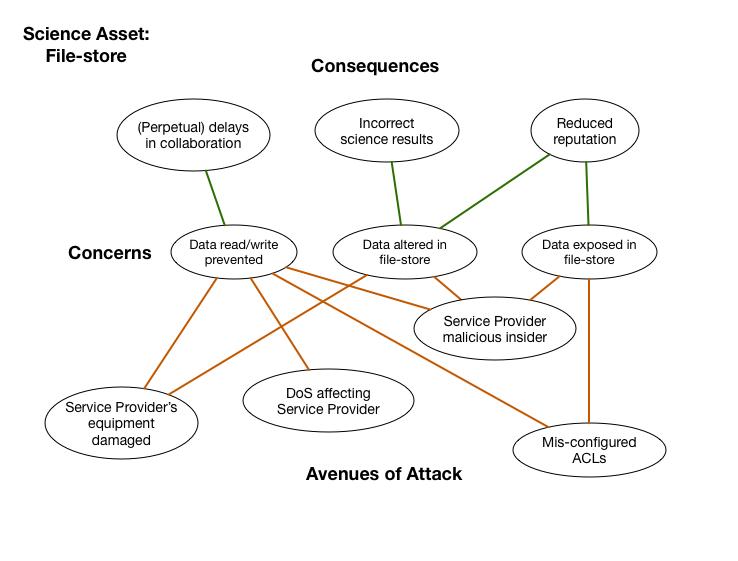 Science Asset:
File-store
Consequences
(Perpetual) delays
in collaboration
Incorrect
science results
Reduced
reputation
Concerns
Data read/write
prevented
Data altered in
file-store
Data exposed in
file-store
Service Provider
malicious insider
Service Provider's
equipment
damaged
DoS affecting
Service Provider
Mis-configured
ACLs
Avenues of Attack